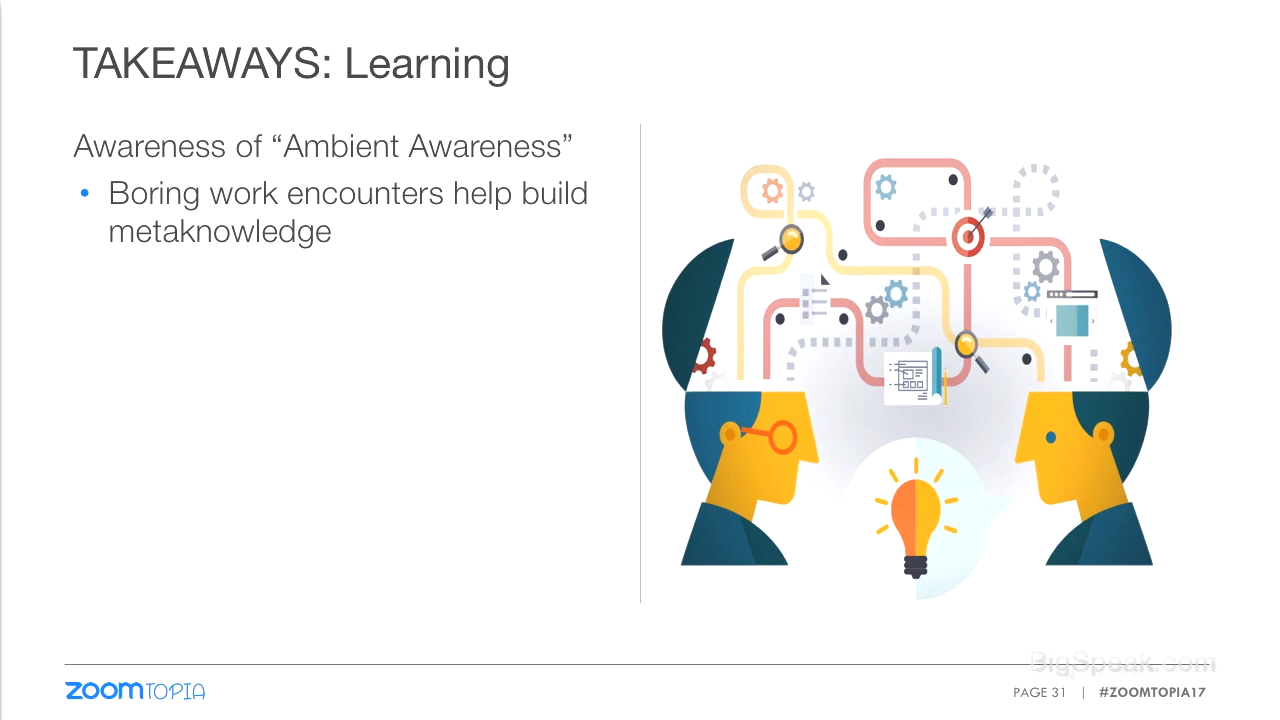 TAKEAWAYS: Learning
Awareness of “Ambient Awareness”
• Boring work encounters help build
metaknowledge
BigSpeak.com
zoomTOPIA
PAGE 31 | #ZOOMTOPIA17